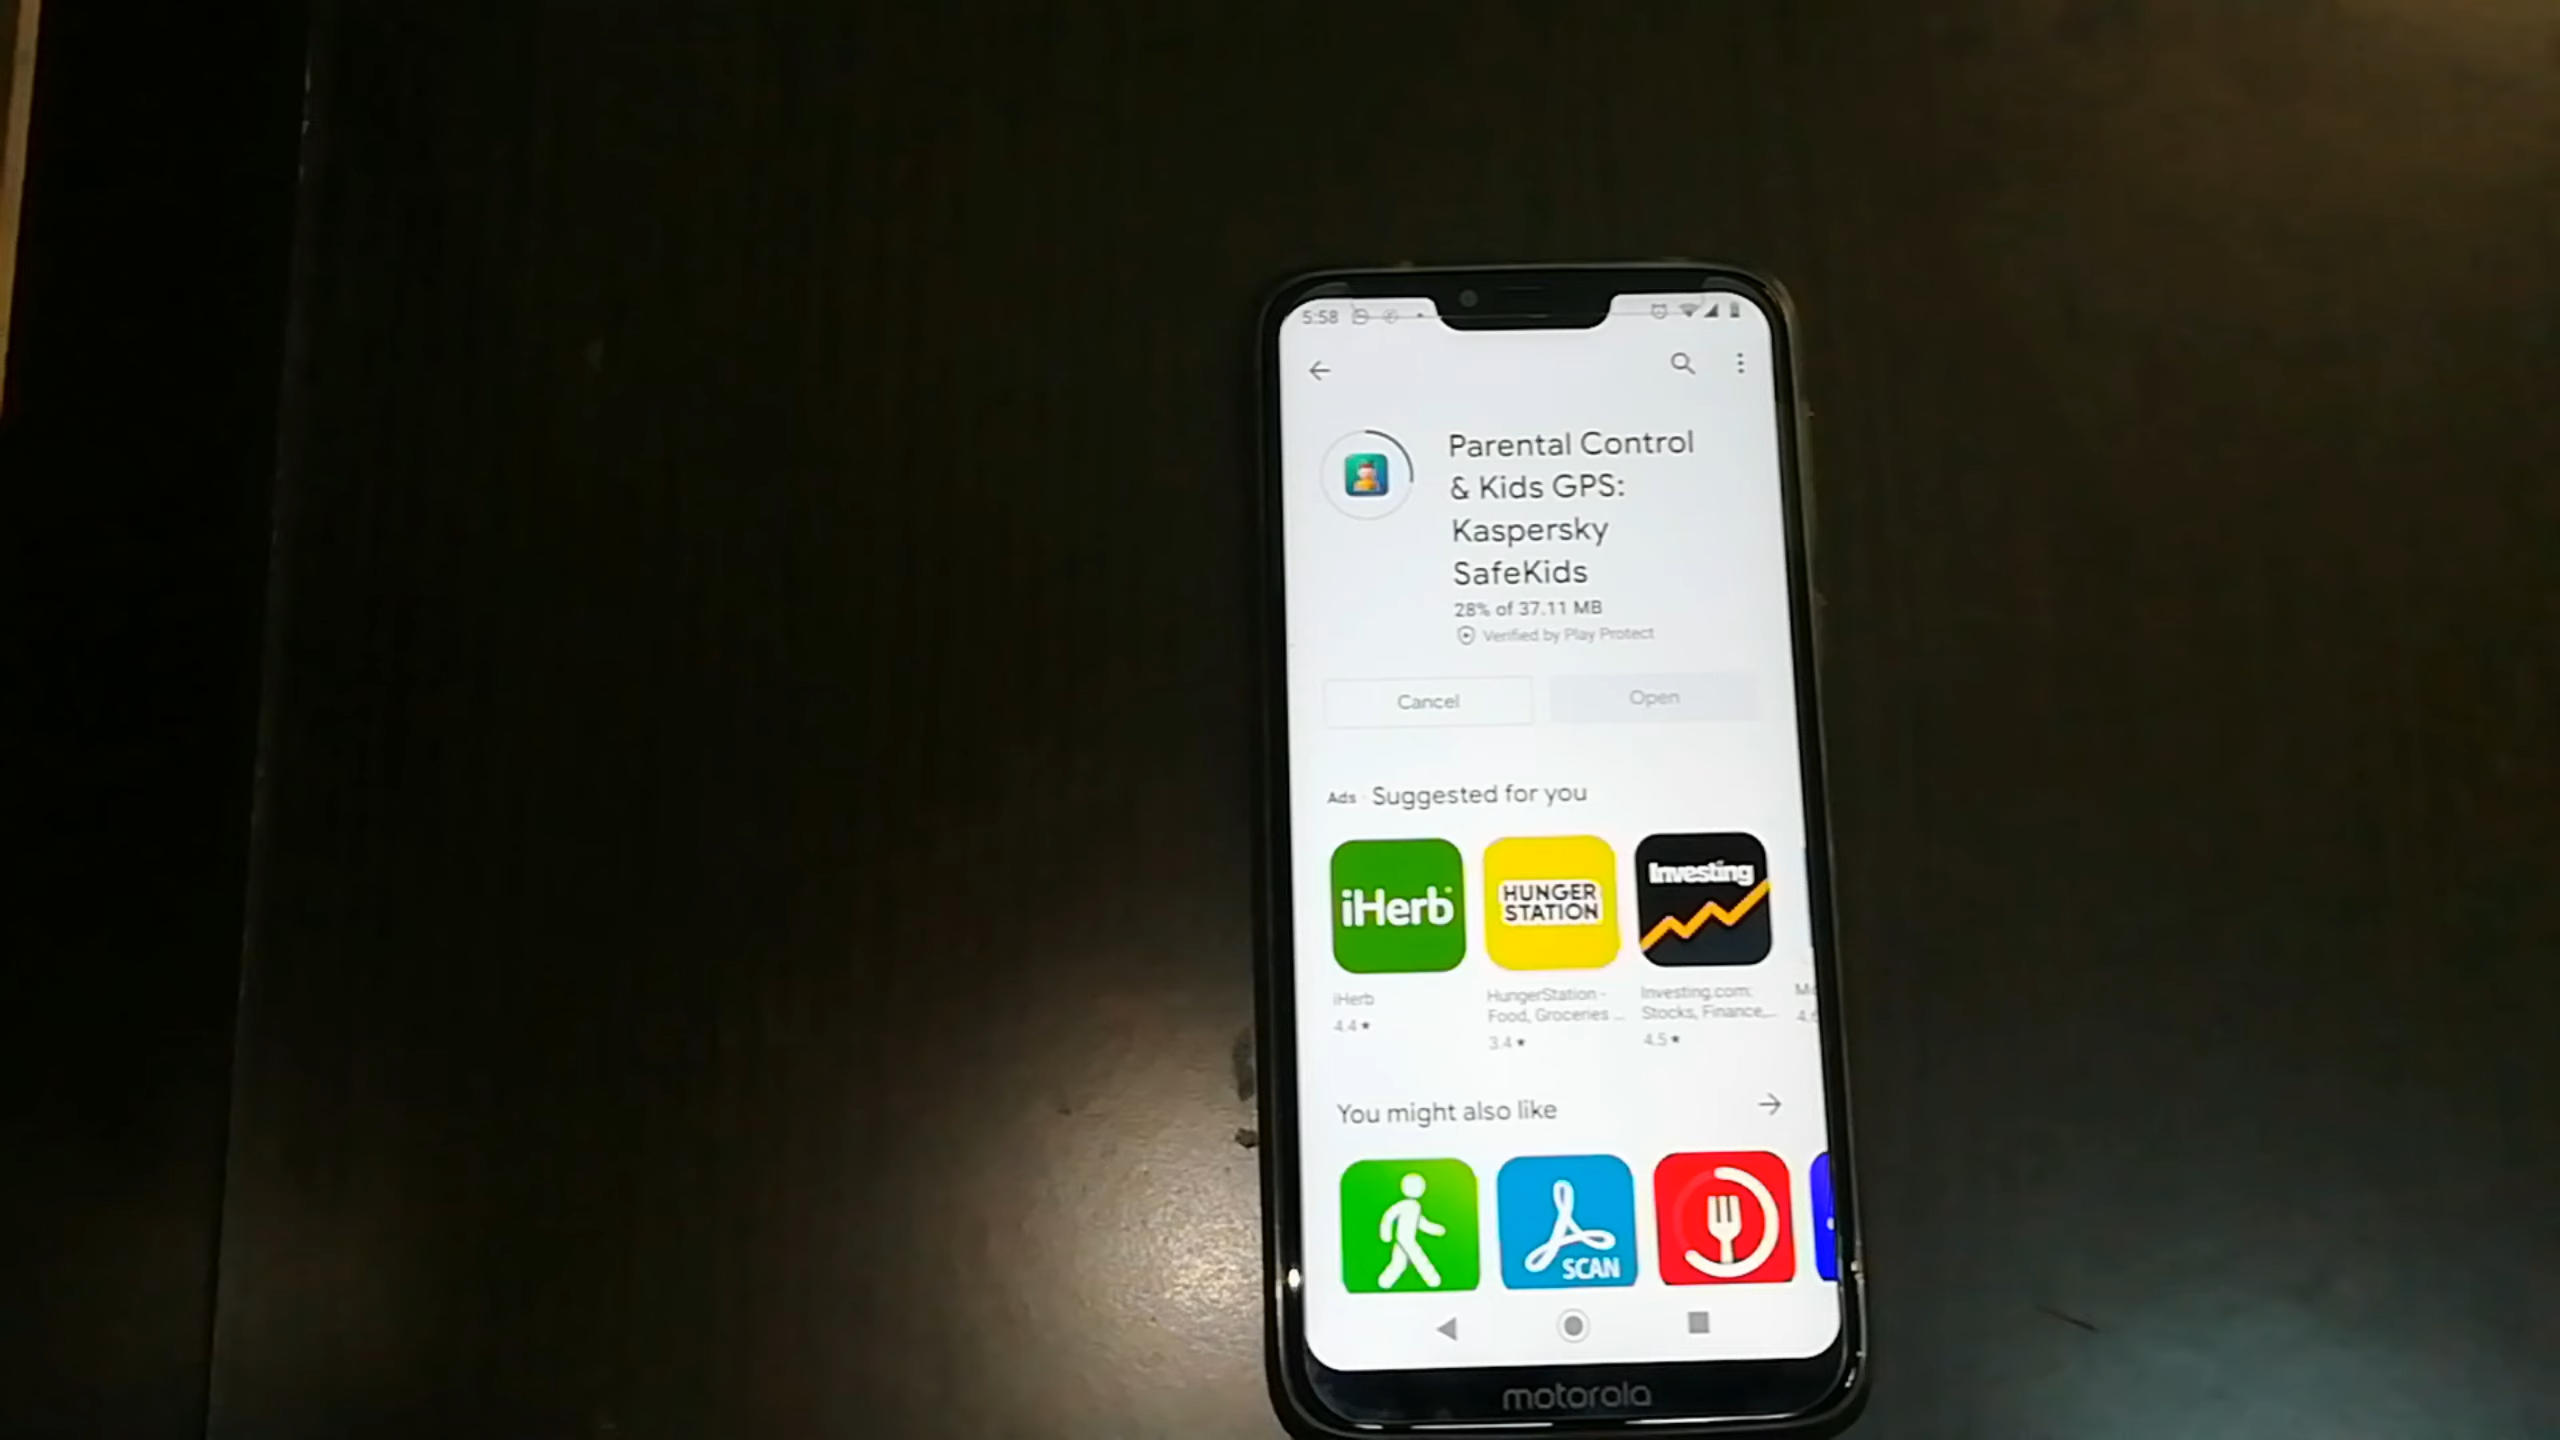 5:58
Parental Control
& Kids GPS:
Kaspersky
SafeKids
28% of 37.11 MB
Verified by Play Protect
Cancel
Open
Ads · Suggested for you
iHerb
HUNGER
STATION
Investing
iHerb
4.4★
HungerStation -
Food, Groceries ...
3.4★
Investing.com:
Stocks, Finance,...
4.5★
You might also like
SCAN
motorola